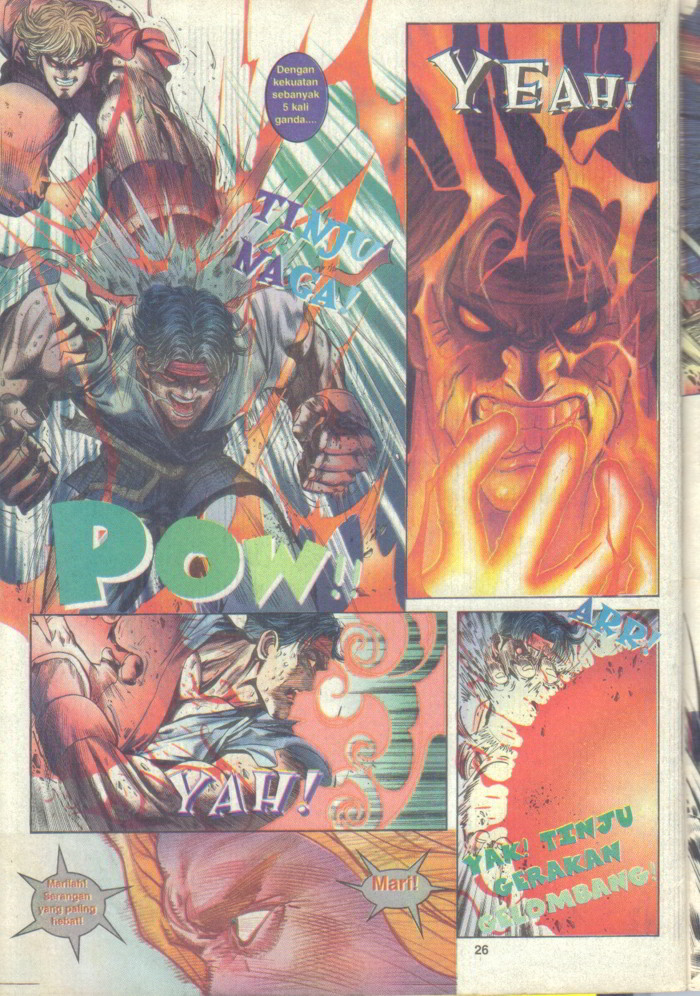 Dengan
kekuatan
sebanyak
5 kali
ganda....
TINJU
NAGA!
YEAH!
POW!!
YAH!
ARR!
YAK! TINJU
GERAKAN
GELOMBANG!
Marilah!
Serangan
yang paling
hebat!
Mari!
26